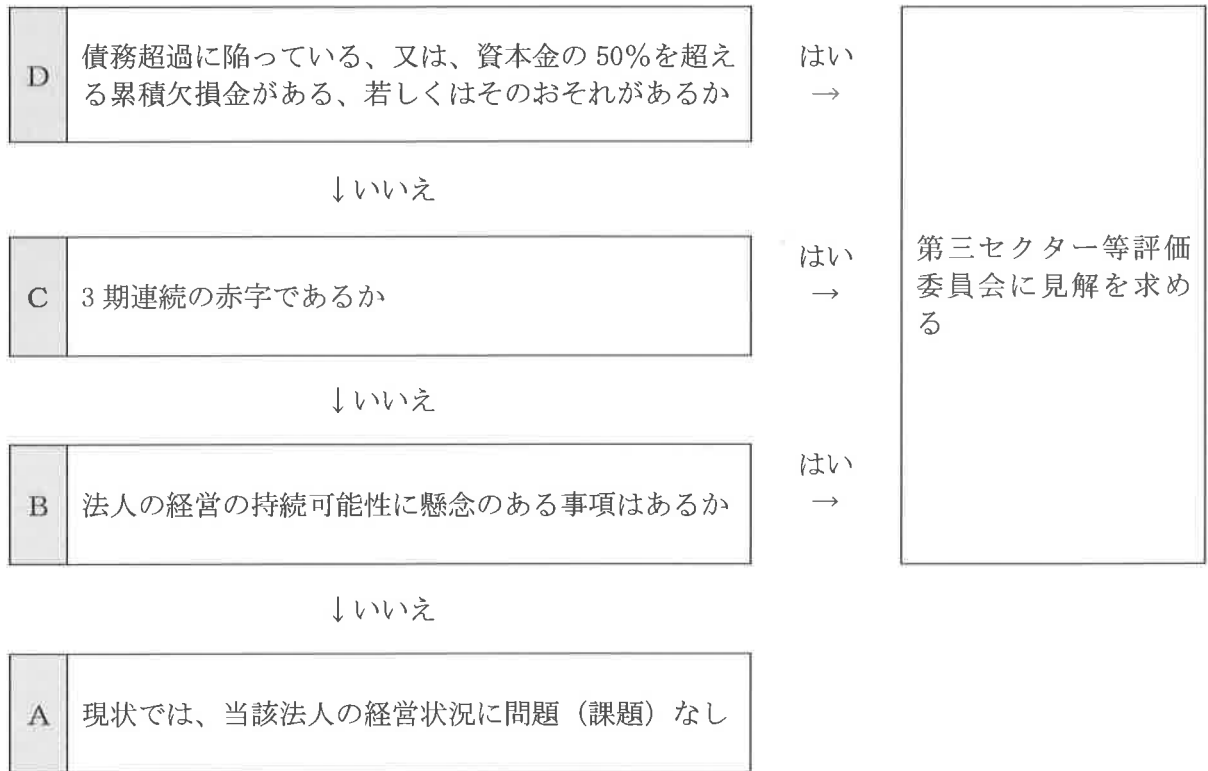 D
債務超過に陥っている、又は、資本金の 50%を超え
る累積欠損金がある、若しくはそのおそれがあるか
はい
→
↓いいえ
C
3 期連続の赤字であるか
はい
→
第三セクター等評価
委員会に見解を求め
る
↓いいえ
B
法人の経営の持続可能性に懸念のある事項はあるか
はい
→
↓いいえ
A
現状では、当該法人の経営状況に問題（課題）なし